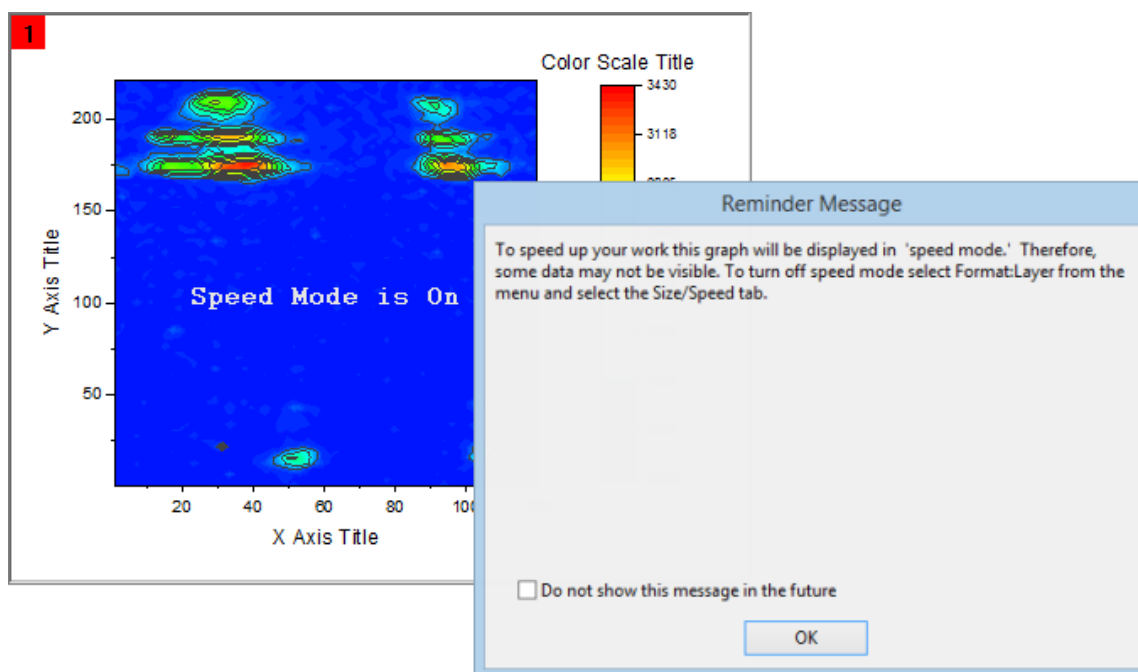 1
Color Scale Title
3430
3118
200
150
100
50
Y Axis Title
Speed Mode is On
20
40
60
80
X Axis Title
Reminder Message
To speed up your work this graph will be displayed in 'speed mode.' Therefore,
some data may not be visible. To turn off speed mode select Format:Layer from the
menu and select the Size/Speed tab.
Do not show this message in the future
OK